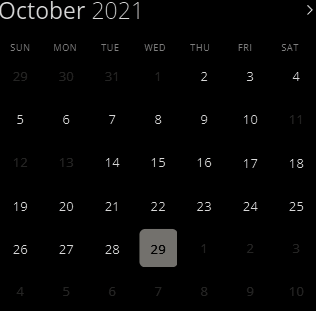 October 2021
SUN MON TUE WED THU FRI SAT
29 30 31 1 2 3 4
5 6 7 8 9 10 11
12 13 14 15 16 17 18
19 20 21 22 23 24 25
26 27 28 29 1 2 3
4 5 6 7 8 9 10